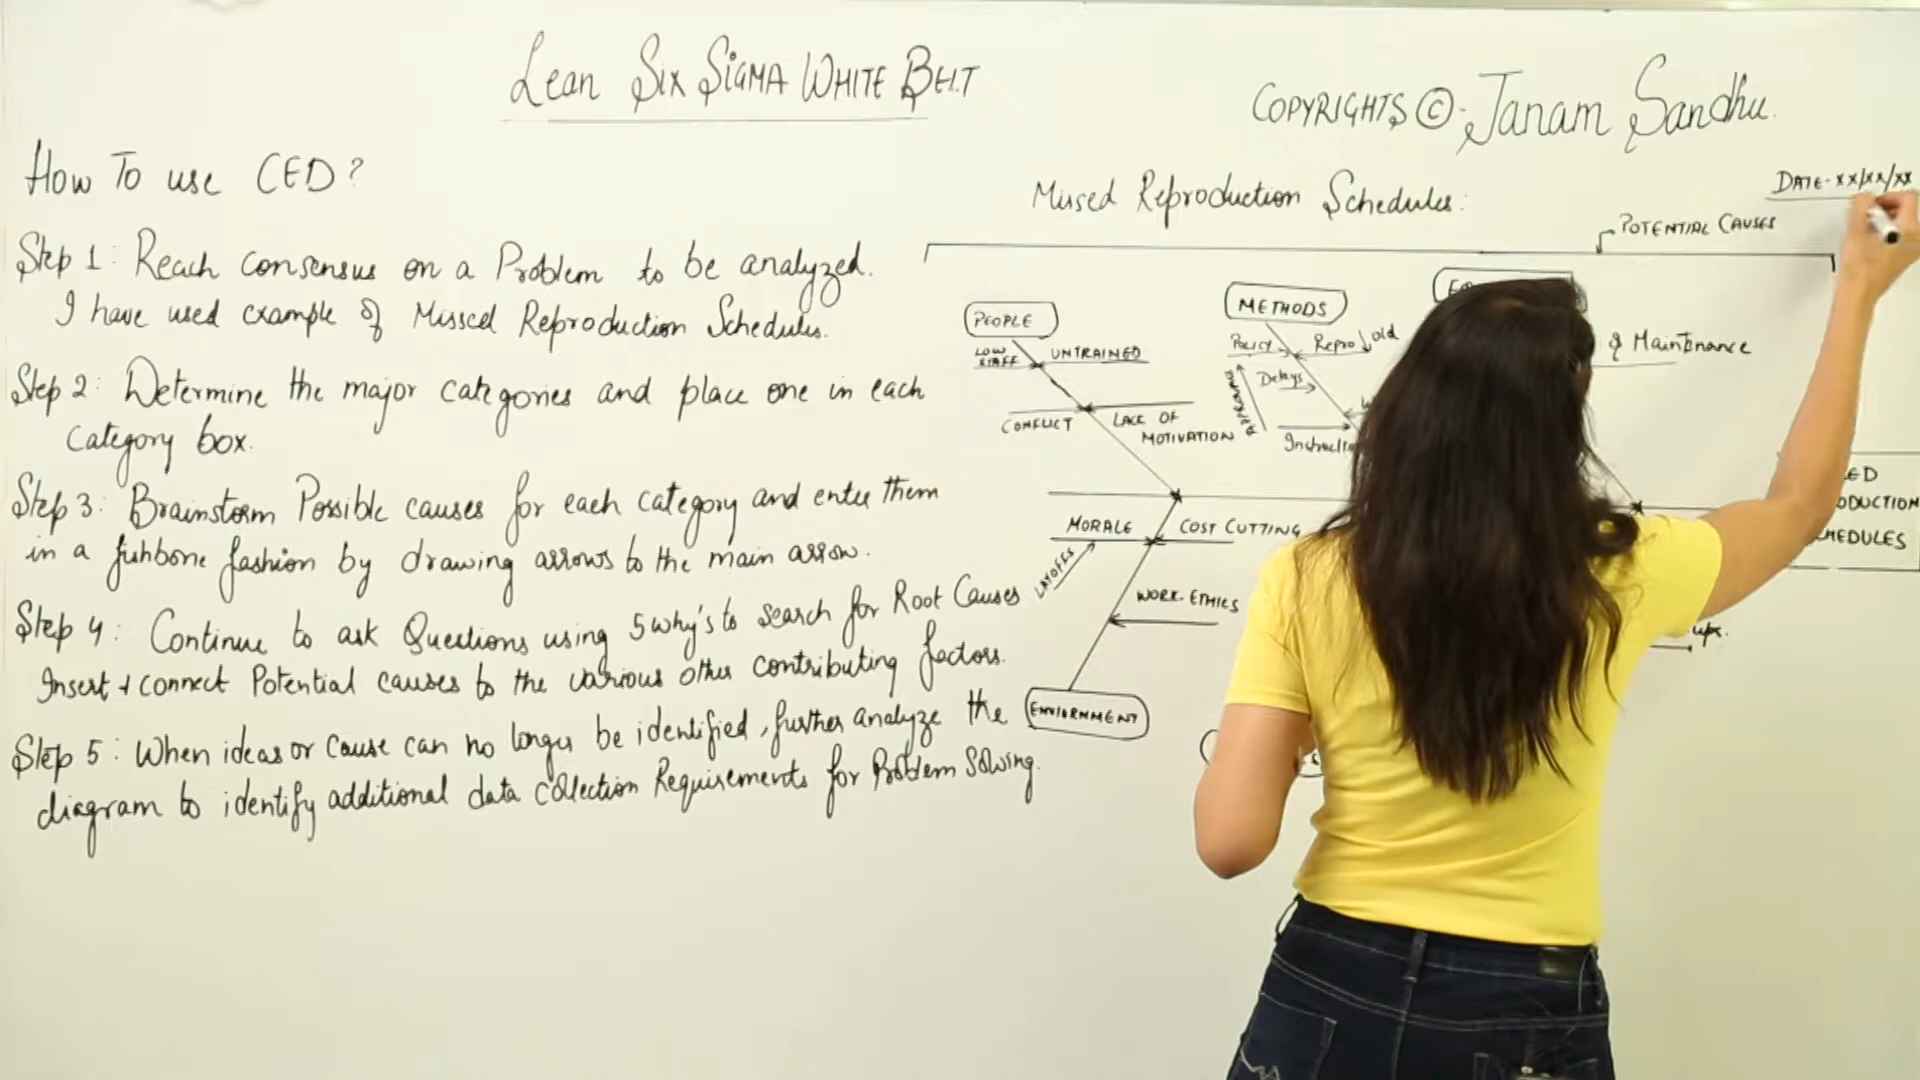 Lean Six Sigma White Belt
COPYRIGHTS © - Janam Sandhu.
How To use CED?
Step 1: Reach consensus on a Problem to be analyzed.
I have used example of Missed Reproduction Schedules.
Step 2: Determine the major categories and place one in each
category box.
Step 3: Brainstorm Possible causes for each category and enter them
in a fishbone fashion by drawing arrows to the main arrow.
Step 4: Continue to ask Questions using 5 why's to search for Root Causes
Insert & connect Potential causes to the various other contributing factors.
Step 5: When ideas or cause can no longer be identified, further analyze the
diagram to identify additional data collection Requirements for Problem Solving.
Missed Reproduction Schedules:
DATE - xx/xx/xx
POTENTIAL CAUSES
PEOPLE
LOW STAFF
UNTRAINED
CONFLICT
LACK OF
MOTIVATION
METHODS
Policy
Repro
old
Delays
APPROVALS
& Maintenance
MORALE
COST CUTTING
LAYOFFS
WORK-ETHICS
ENVIORNMENT